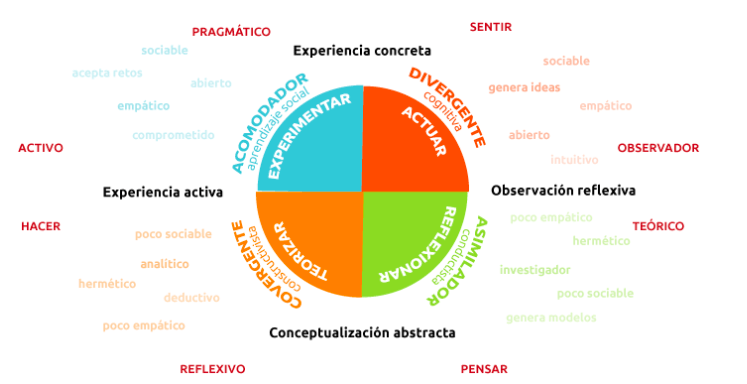 PRAGMÁTICO
SENTIR
Experiencia concreta
sociable
acepta retos
abierto
empático
comprometido
ACOMODADOR
aprendizaje social
EXPERIMENTAR
DIVERGENTE
cognitiva
ACTUAR
sociable
genera ideas
empático
abierto
intuitivo
ACTIVO
OBSERVADOR
Experiencia activa
Observación reflexiva
HACER
TEÓRICO
poco sociable
analítico
hermético
deductivo
poco empático
COVERGENTE
constructivista
TEORIZAR
REFLEXIONAR
conductista
ASIMILADOR
poco empático
hermético
investigador
poco sociable
genera modelos
Conceptualización abstracta
REFLEXIVO
PENSAR